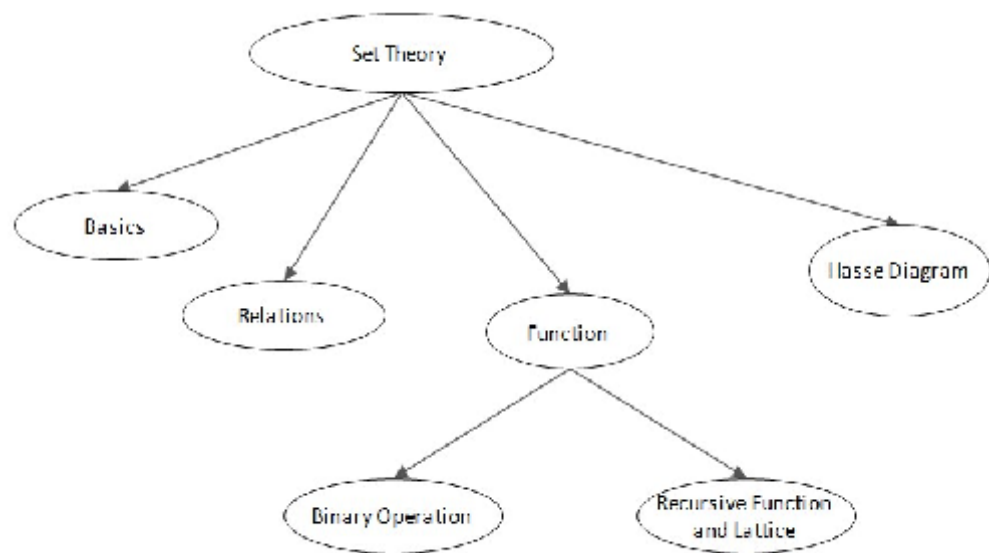 Set Theory
Basics
Relations
Function
Hasse Diagram
Binary Operation
Recursive Function
and Lattice